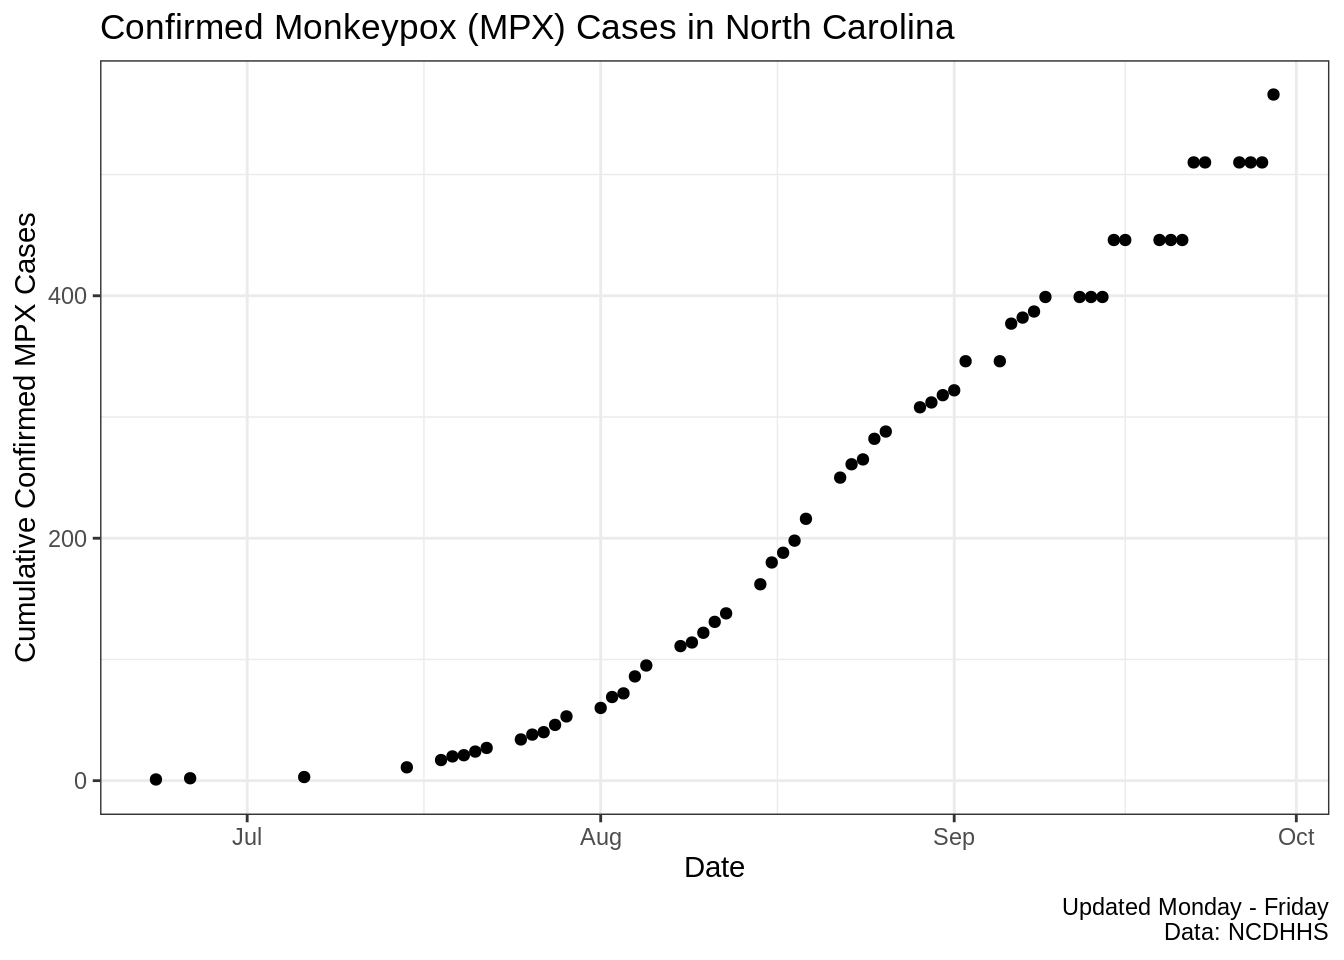 Confirmed Monkeypox (MPX) Cases in North Carolina
Cumulative Confirmed MPX Cases
400
200
0
Jul
Aug
Sep
Oct
Date
Updated Monday - Friday
Data: NCDHHS